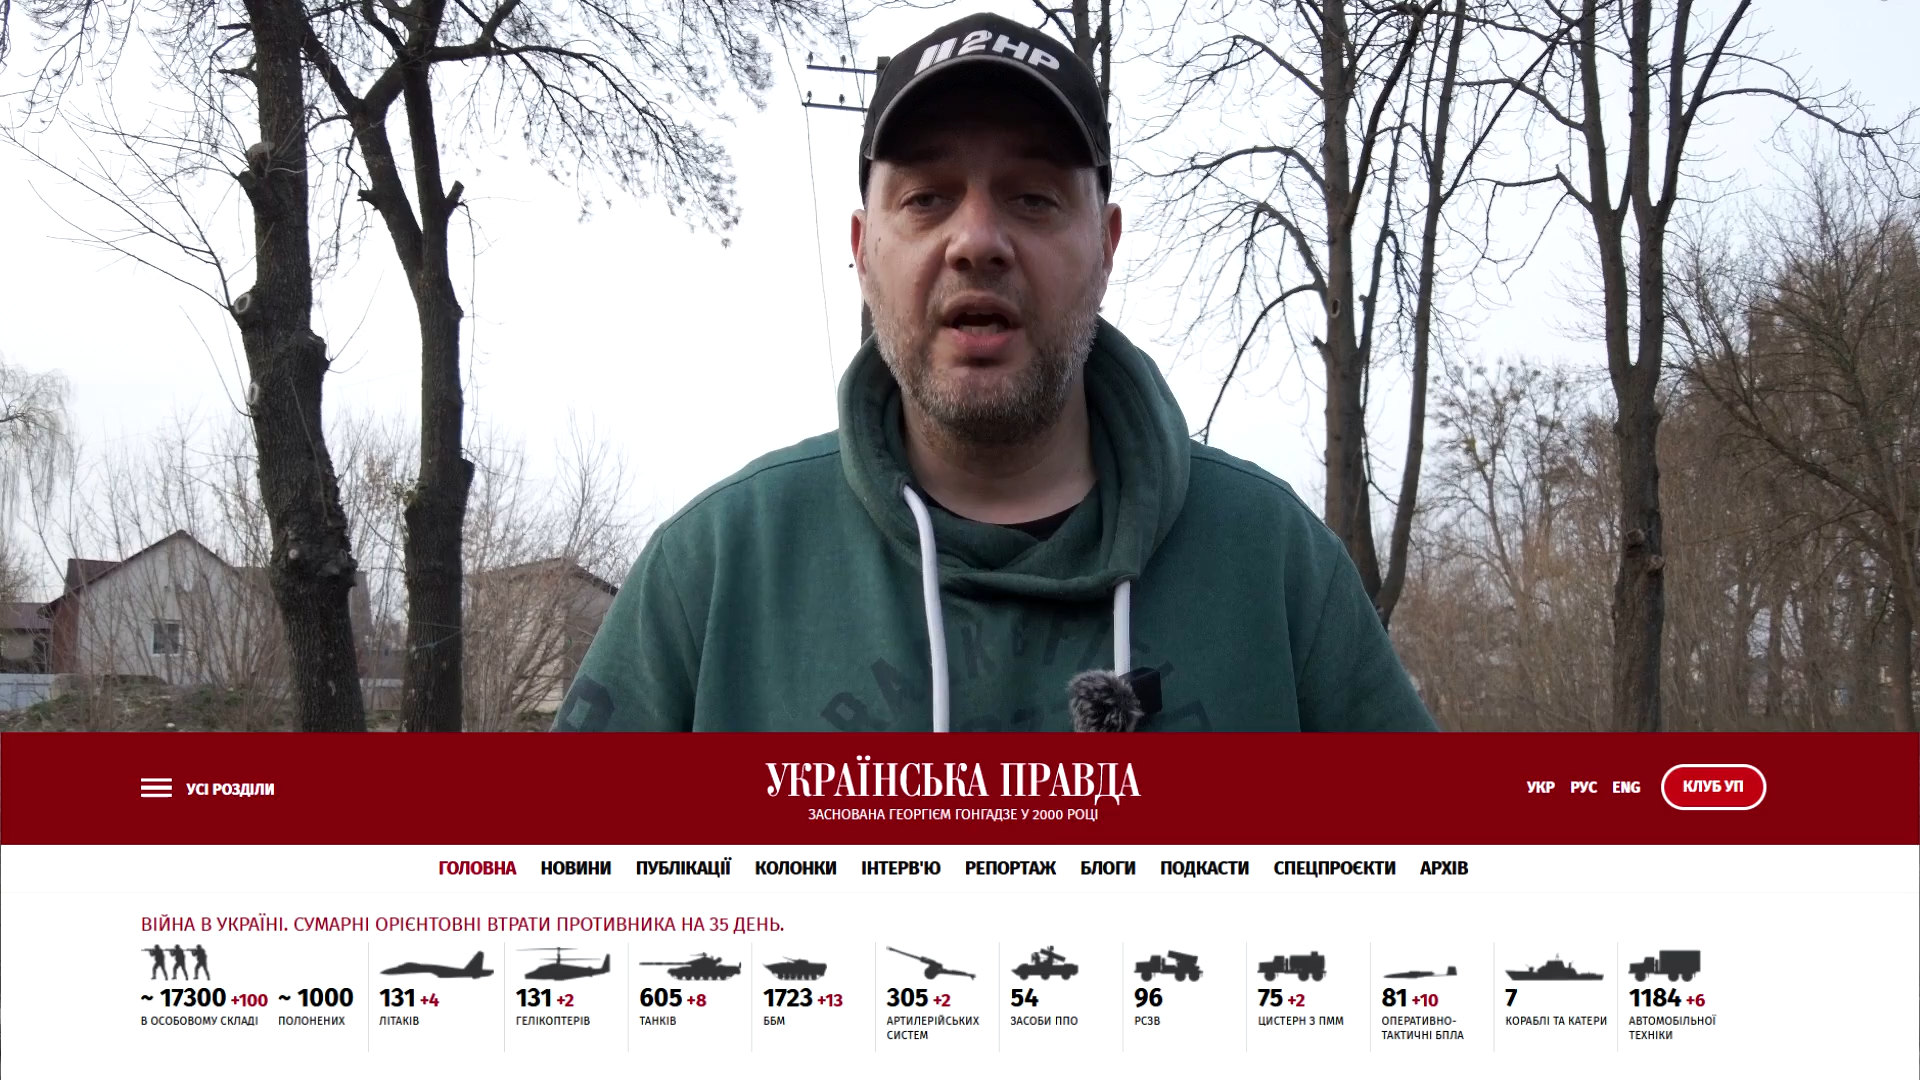 2HP
УСІ РОЗДІЛИ
УКРАЇНСЬКА ПРАВДА
ЗАСНОВАНА ГЕОРГІЄМ ГОНГАДЗЕ У 2000 РОЦІ
УКР РУС ENG
КЛУБ УП
ГОЛОВНА НОВИНИ ПУБЛІКАЦІЇ КОЛОНКИ ІНТЕРВ'Ю РЕПОРТАЖ БЛОГИ ПОДКАСТИ СПЕЦПРОЄКТИ АРХІВ
ВІЙНА В УКРАЇНІ. СУМАРНІ ОРІЄНТОВНІ ВТРАТИ ПРОТИВНИКА НА 35 ДЕНЬ.
~ 17300 +100
В ОСОБОВОМУ СКЛАДІ
~ 1000
ПОЛОНЕНИХ
131 +4
ЛІТАКІВ
131 +2
ГЕЛІКОПТЕРІВ
605 +8
ТАНКІВ
1723 +13
ББМ
305 +2
АРТИЛЕРІЙСЬКИХ
СИСТЕМ
54
ЗАСОБИ ППО
96
РСЗВ
75 +2
ЦИСТЕРН З ПММ
81 +10
ОПЕРАТИВНО-
ТАКТИЧНІ БПЛА
7
КОРАБЛІ ТА КАТЕРИ
1184 +6
АВТОМОБІЛЬНОЇ
ТЕХНІКИ